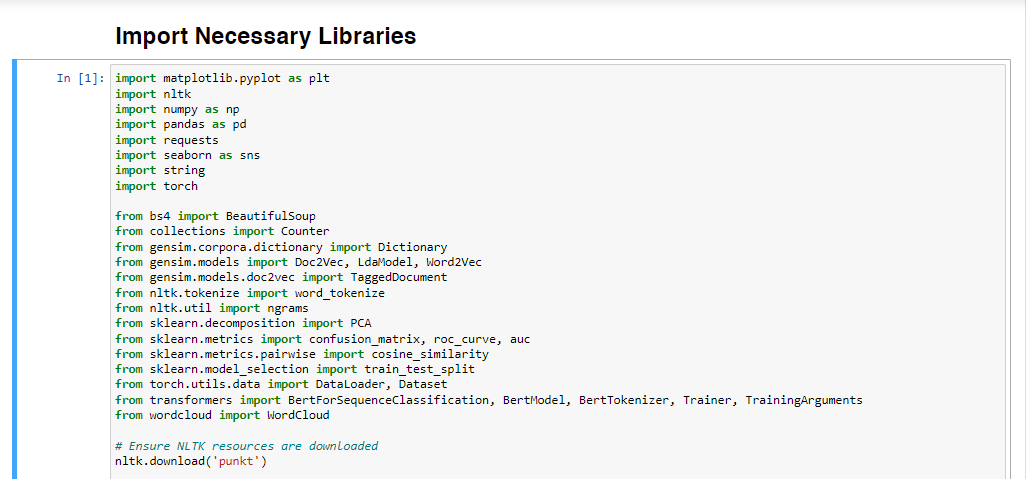 Import Necessary Libraries
In [1]: import matplotlib.pyplot as plt
import nltk
import numpy as np
import pandas as pd
import requests
import seaborn as sns
import string
import torch
from bs4 import BeautifulSoup
from collections import Counter
from gensim.corpora.dictionary import Dictionary
from gensim.models import Doc2Vec, LdaModel, Word2Vec
from gensim.models.doc2vec import TaggedDocument
from nltk.tokenize import word_tokenize
from nltk.util import ngrams
from sklearn.decomposition import PCA
from sklearn.metrics import confusion_matrix, roc_curve, auc
from sklearn.metrics.pairwise import cosine_similarity
from sklearn.model_selection import train_test_split
from torch.utils.data import DataLoader, Dataset
from transformers import BertForSequenceClassification, BertModel, BertTokenizer, Trainer, TrainingArguments
from wordcloud import WordCloud
# Ensure NLTK resources are downloaded
nltk.download('punkt')